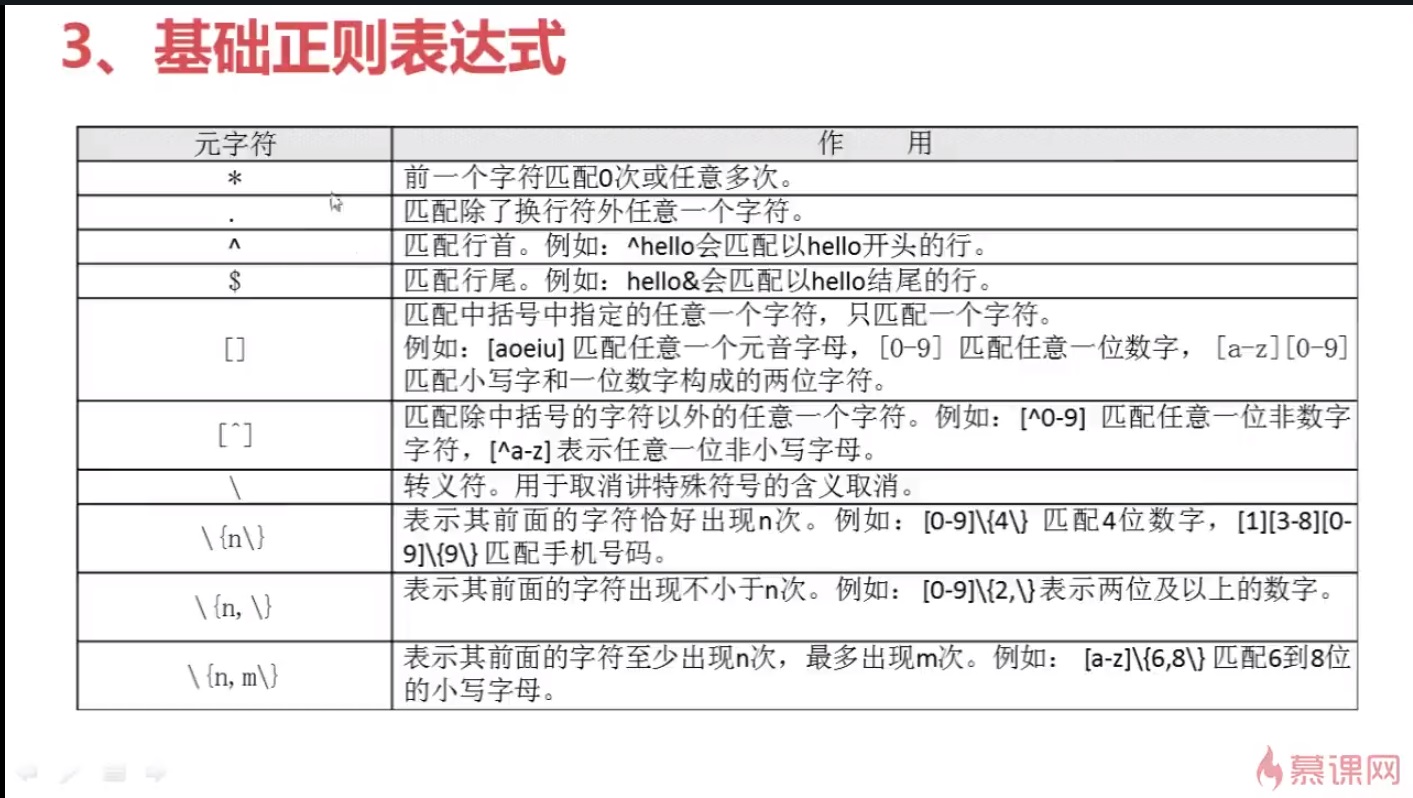 3、基础正则表达式
元字符 作 用
* 前一个字符匹配0次或任意多次。
. 匹配除了换行符外任意一个字符。
^ 匹配行首。例如：^hello会匹配以hello开头的行。
$ 匹配行尾。例如：hello&会匹配以hello结尾的行。
[] 匹配中括号中指定的任意一个字符，只匹配一个字符。
例如：[aoeiu] 匹配任意一个元音字母，[0-9] 匹配任意一位数字， [a-z][0-9]
匹配小写字和一位数字构成的两位字符。
[^] 匹配除中括号的字符以外的任意一个字符。例如：[^0-9] 匹配任意一位非数字
字符，[^a-z] 表示任意一位非小写字母。
\ 转义符。用于取消讲特殊符号的含义取消。
\{n\} 表示其前面的字符恰好出现n次。例如：[0-9]\{4\} 匹配4位数字，[1][3-8][0-
9]\{9\} 匹配手机号码。
\{n,\} 表示其前面的字符出现不小于n次。例如： [0-9]\{2,\}表示两位及以上的数字。
\{n,m\} 表示其前面的字符至少出现n次，最多出现m次。例如： [a-z]\{6,8\} 匹配6到8位
的小写字母。
慕课网